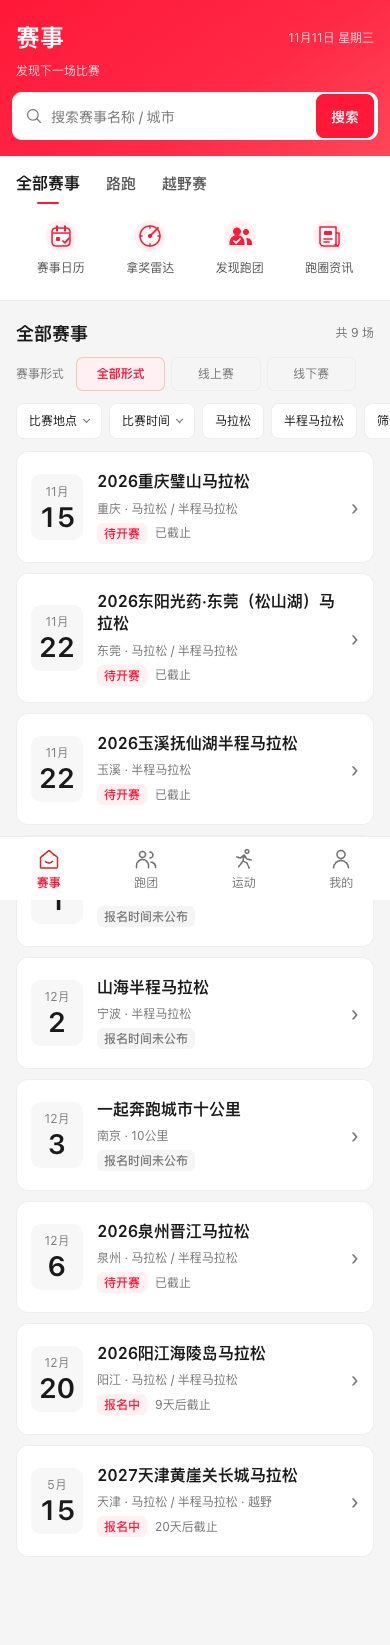 赛事
11月11日 星期三
发现下一场比赛
搜索赛事名称 / 城市
搜索
全部赛事
路跑
越野赛
赛事日历
拿奖雷达
发现跑团
跑圈资讯
全部赛事
共 9 场
赛事形式
全部形式
线上赛
线下赛
比赛地点
比赛时间
马拉松
半程马拉松
筛
11月
15
2026重庆璧山马拉松
重庆 · 马拉松 / 半程马拉松
待开赛 已截止
11月
22
2026东阳光药·东莞（松山湖）马
拉松
东莞 · 马拉松 / 半程马拉松
待开赛 已截止
11月
22
2026玉溪抚仙湖半程马拉松
玉溪 · 半程马拉松
待开赛 已截止
赛事
跑团
运动
我的
报名时间未公布
12月
2
山海半程马拉松
宁波 · 半程马拉松
报名时间未公布
12月
3
一起奔跑城市十公里
南京 · 10公里
报名时间未公布
12月
6
2026泉州晋江马拉松
泉州 · 马拉松 / 半程马拉松
待开赛 已截止
12月
20
2026阳江海陵岛马拉松
阳江 · 马拉松 / 半程马拉松
报名中 9天后截止
5月
15
2027天津黄崖关长城马拉松
天津 · 马拉松 / 半程马拉松 · 越野
报名中 20天后截止